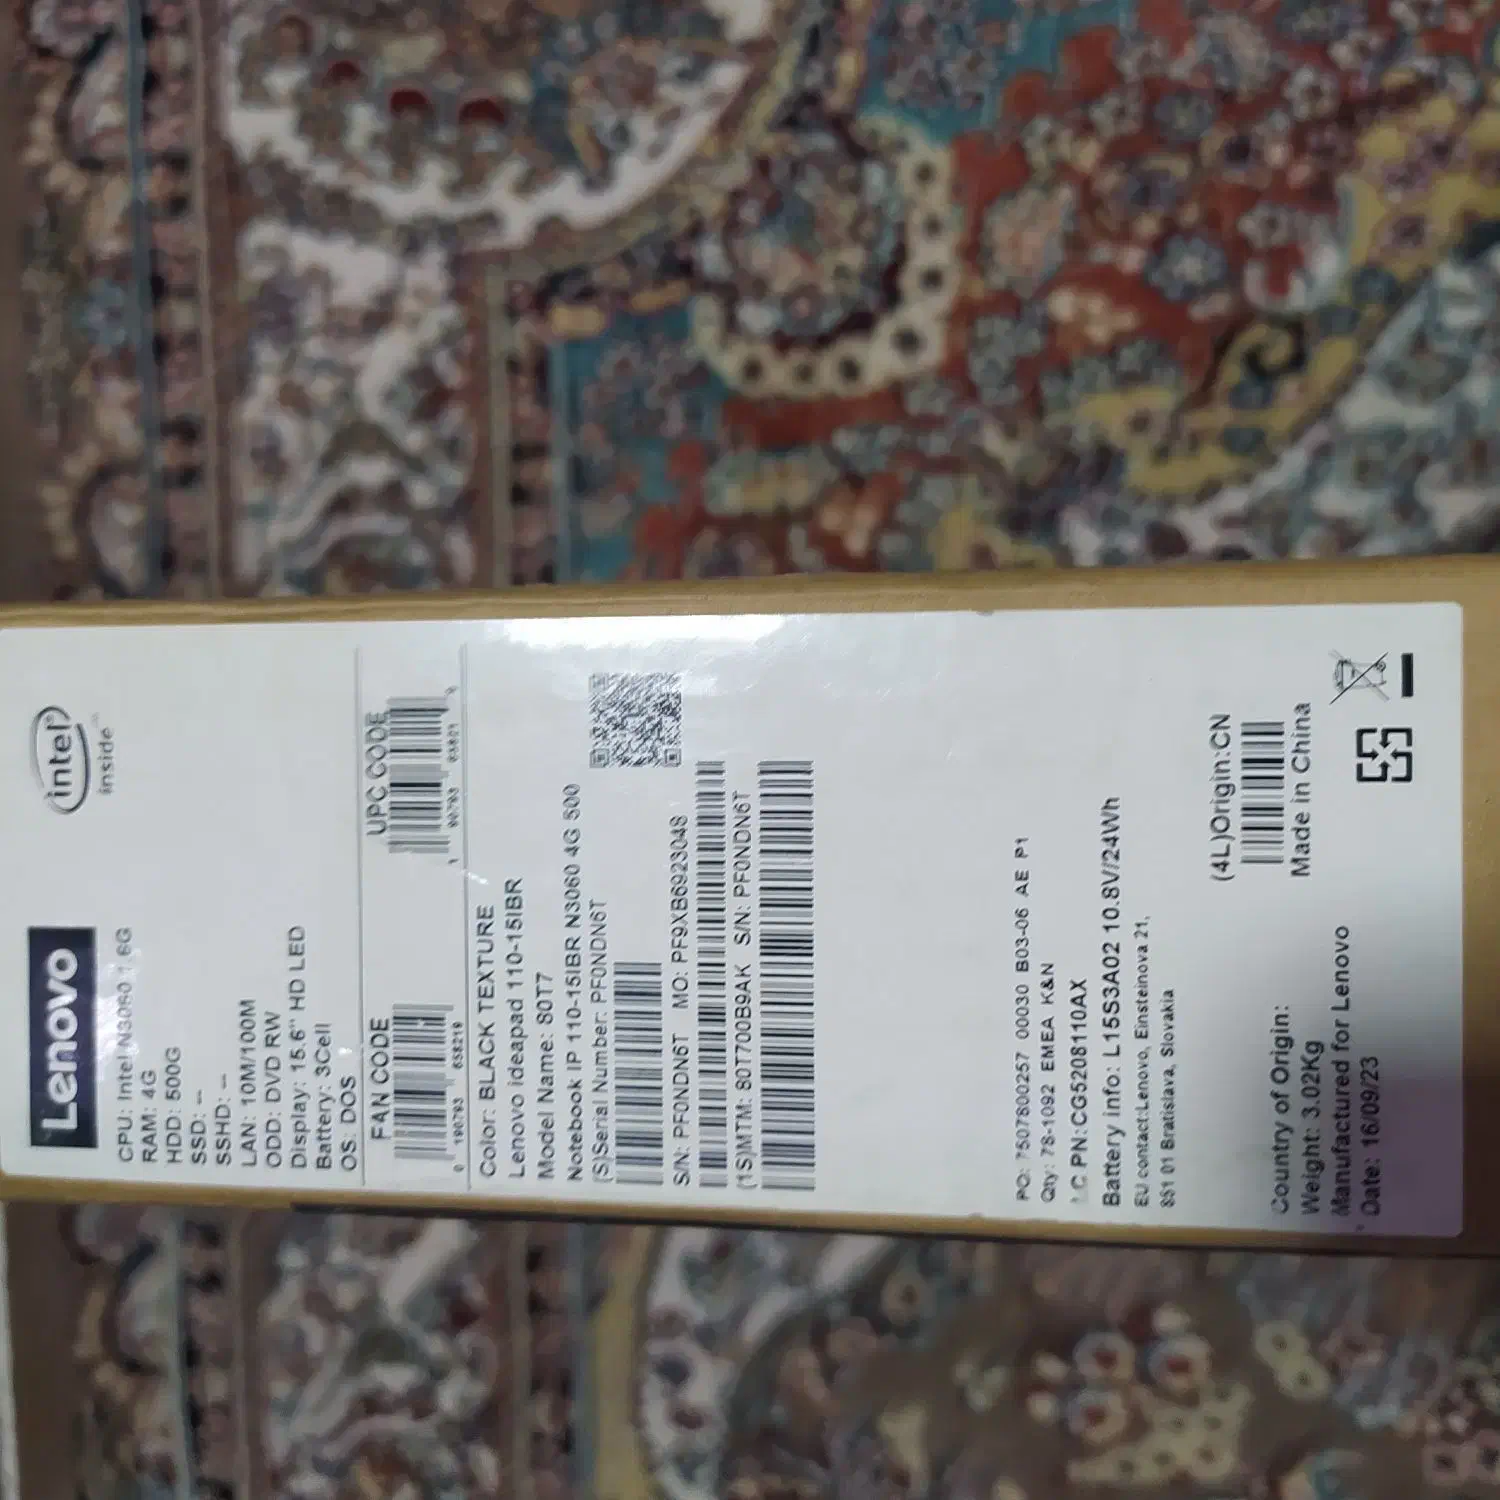 Lenovo
intel
inside
CPU: Intel N3060 1.6G
RAM: 4G
HDD: 500G
SSD: --
SSHD: --
LAN: 10M/100M
ODD: DVD RW
Display: 15.6" HD LED
Battery: 3Cell
OS: DOS
FAN CODE
UPC CODE
Color: BLACK TEXTURE
Lenovo ideapad 110-15IBR
Model Name: 80T7
Notebook IP 110-15IBR N3060 4G 500
(S)Serial Number: PF0NDN6T
S/N: PF0NDN6T MO: PF9XB6923048
(1S)MTM: 80T700B9AK S/N: PF0NDN6T
PO: 7507800257 00030 B03-06 AE P1
Qty: 78-1092 EMEA K&N
LC PN:CG5208110AX
Battery info: L15S3A02 10.8V/24Wh
EU contact:Lenovo, Einsteinova 21,
851 01 Bratislava, Slovakia
(4L)Origin:CN
Country of Origin:
Made in China
Weight: 3.02Kg
Manufactured for Lenovo
Date: 16/09/23